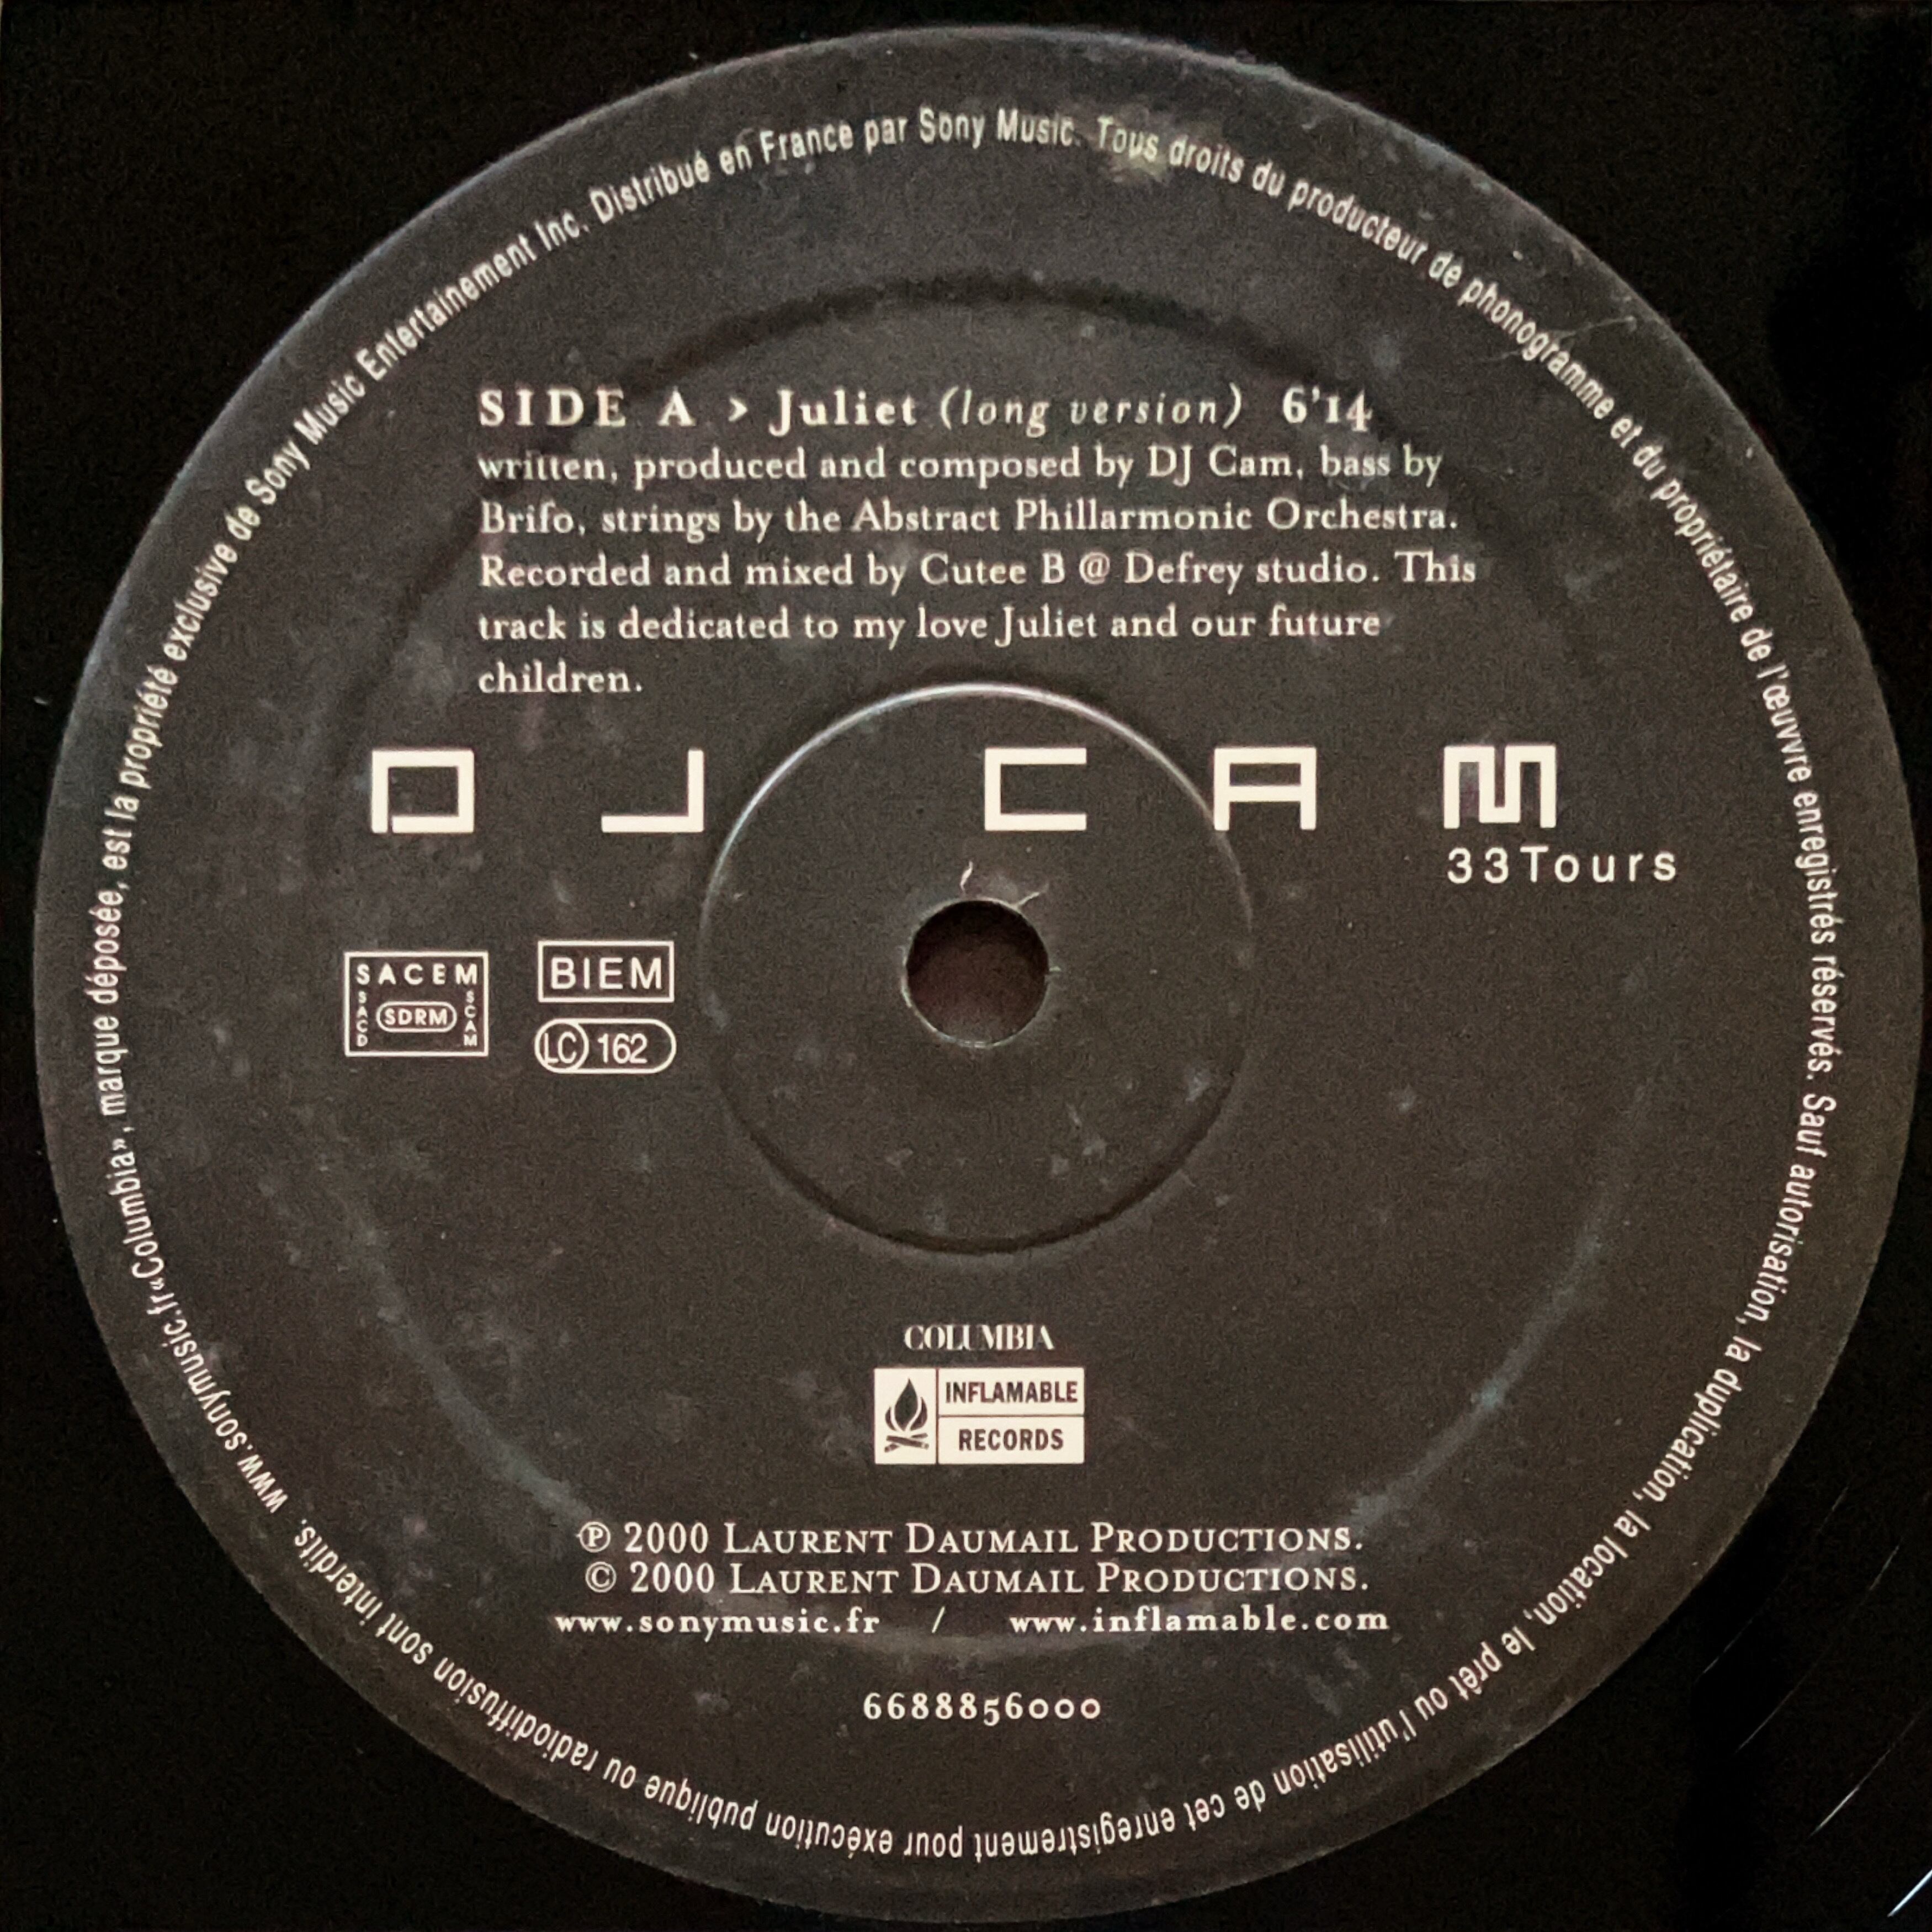 SIDE A > Juliet (long version) 6'14
written, produced and composed by DJ Cam, bass by
Brifo, strings by the Abstract Phillarmonic Orchestra.
Recorded and mixed by Cutee B @ Defrey studio. This
track is dedicated to my love Juliet and our future
children.
DJ CAM
33Tours
SACEM
SACD
SDRM
SCAM
BIEM
LC 162
COLUMBIA
INFLAMABLE
RECORDS
℗ 2000 LAURENT DAUMAIL PRODUCTIONS.
© 2000 LAURENT DAUMAIL PRODUCTIONS.
www.sonymusic.fr / www.inflamable.com
6688856000
«Columbia», marque déposée, est la propriété exclusive de Sony Music Entertainement Inc. Distribué en France par Sony Music. Tous droits du producteur de phonogramme et du propriétaire de l'œuvvre enregistrés réservés. Sauf autorisation, la duplication, la location, le prêt ou l'utilisation de cet enregistrement pour exécution publique ou radiodiffusion sont interdits. www.sonymusic.fr